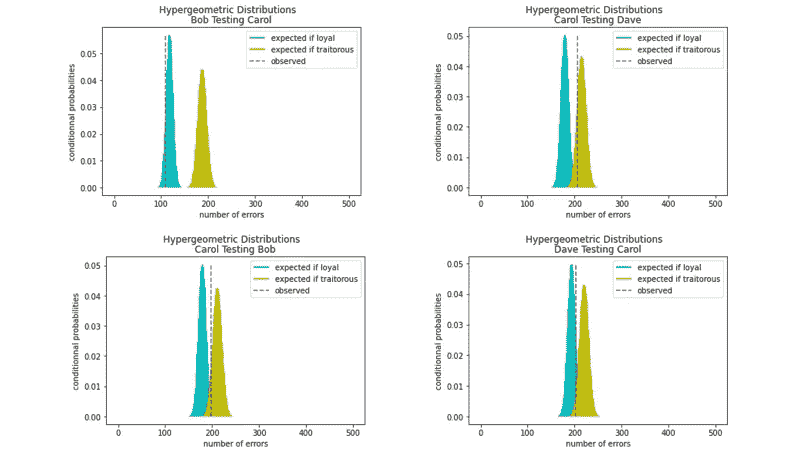 Hypergeometric Distributions
Bob Testing Carol
expected if loyal
expected if traitorous
observed
conditionnal probabilities
0.05
0.04
0.03
0.02
0.01
0.00
0 100 200 300 400 500
number of errors
Hypergeometric Distributions
Carol Testing Dave
expected if loyal
expected if traitorous
observed
conditionnal probabilities
0.05
0.04
0.03
0.02
0.01
0.00
0 100 200 300 400 500
number of errors
Hypergeometric Distributions
Carol Testing Bob
expected if loyal
expected if traitorous
observed
conditionnal probabilities
0.05
0.04
0.03
0.02
0.01
0.00
0 100 200 300 400 500
number of errors
Hypergeometric Distributions
Dave Testing Carol
expected if loyal
expected if traitorous
observed
conditionnal probabilities
0.05
0.04
0.03
0.02
0.01
0.00
0 100 200 300 400 500
number of errors